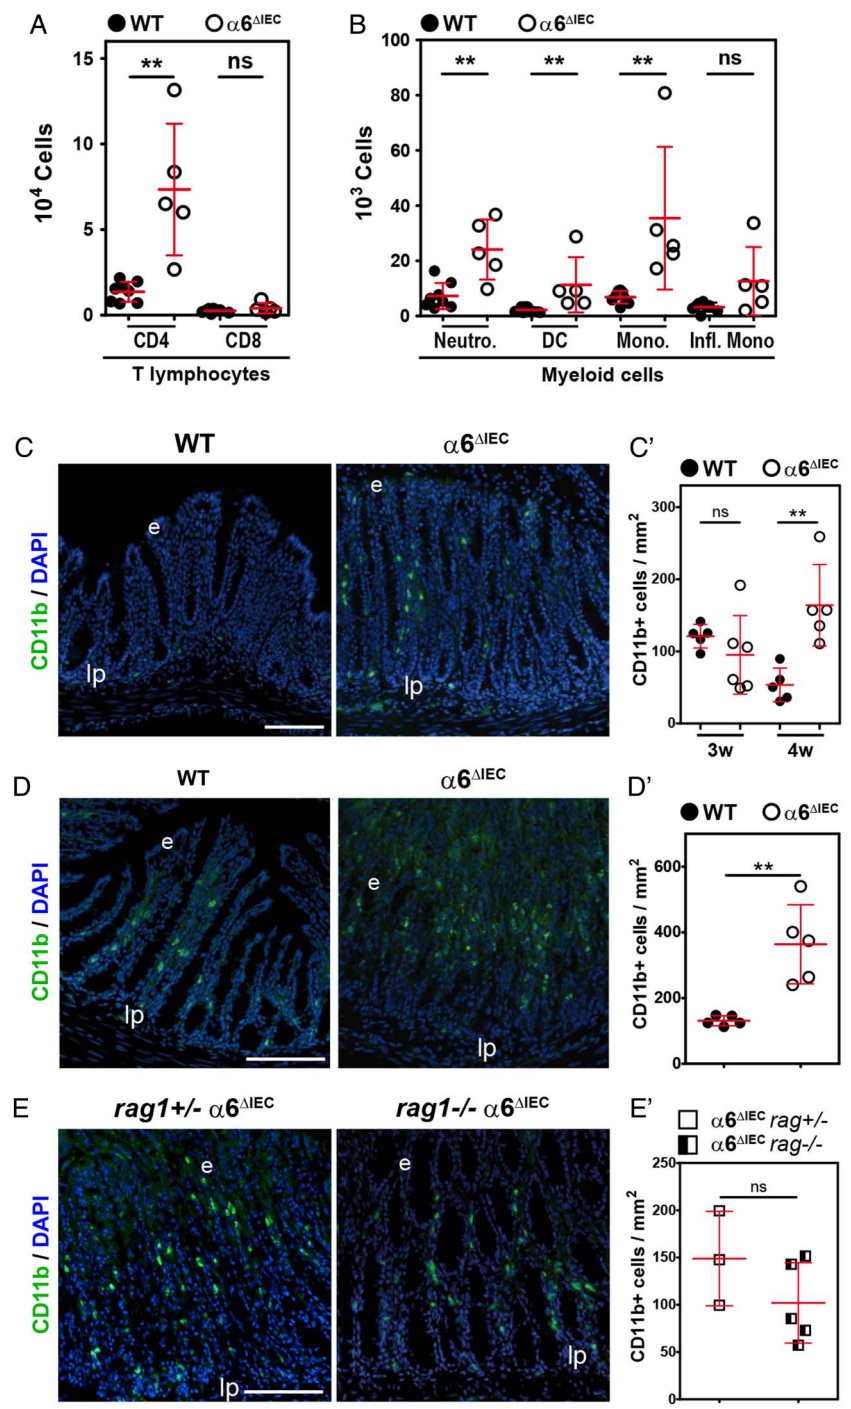 A
WT α6ΔIEC
** ns
15
10
5
0
10⁴ Cells
CD4 CD8
T lymphocytes
B
WT α6ΔIEC
** ** ** ns
100
80
60
40
20
0
10³ Cells
Neutro. DC Mono. Infl. Mono
Myeloid cells
C
WT α6ΔIEC
CD11b / DAPI
e
lp
e
lp
C'
WT α6ΔIEC
ns **
300
200
100
0
CD11b+ cells / mm²
3w 4w
D
WT α6ΔIEC
CD11b / DAPI
e
lp
e
lp
D'
WT α6ΔIEC
**
600
400
200
0
CD11b+ cells / mm²
E
rag1+/- α6ΔIEC rag1-/- α6ΔIEC
CD11b / DAPI
e
lp
e
lp
E'
α6ΔIEC rag+/-
α6ΔIEC rag-/-
ns
250
200
150
100
50
0
CD11b+ cells / mm²